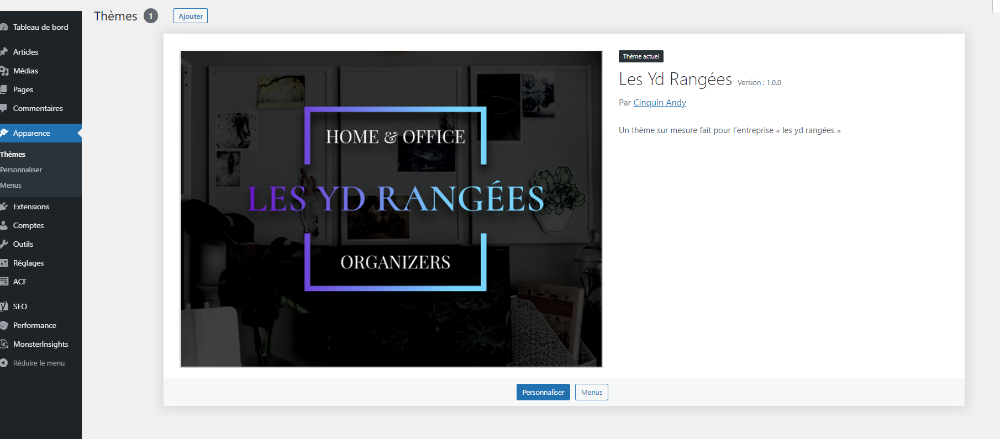 Thèmes 1 Ajouter
Tableau de bord
Articles
Médias
Pages
Commentaires
Apparence
Thèmes
Personnaliser
Menus
Extensions
Comptes
Outils
Réglages
ACF
SEO
Performance
MonsterInsights
Réduire le menu
HOME & OFFICE
LES YD RANGÉES
ORGANIZERS
Thème actuel
Les Yd Rangées Version : 1.0.0
Par Cinquin Andy
Un thème sur mesure fait pour l’entreprise « les yd rangées »
Personnaliser Menus